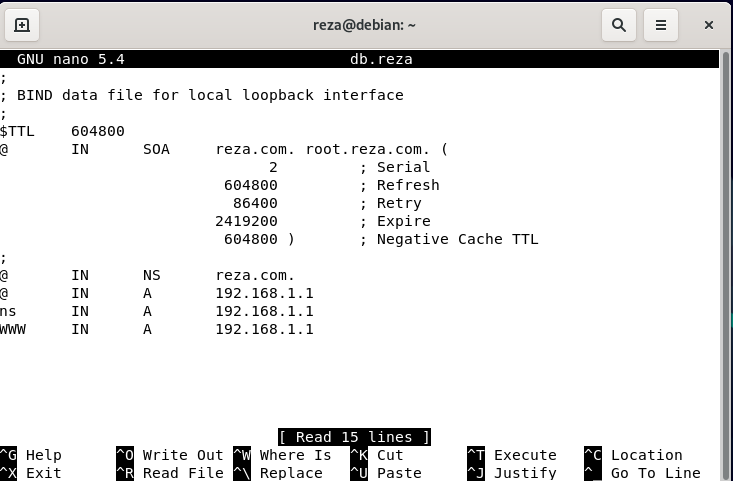 reza@debian: ~
GNU nano 5.4 db.reza
;
; BIND data file for local loopback interface
;
$TTL 604800
@ IN SOA reza.com. root.reza.com. (
2 ; Serial
604800 ; Refresh
86400 ; Retry
2419200 ; Expire
604800 ) ; Negative Cache TTL
;
@ IN NS reza.com.
@ IN A 192.168.1.1
ns IN A 192.168.1.1
WWW IN A 192.168.1.1
[ Read 15 lines ]
^G Help ^O Write Out ^W Where Is ^K Cut ^T Execute ^C Location
^X Exit ^R Read File ^\ Replace ^U Paste ^J Justify ^_ Go To Line